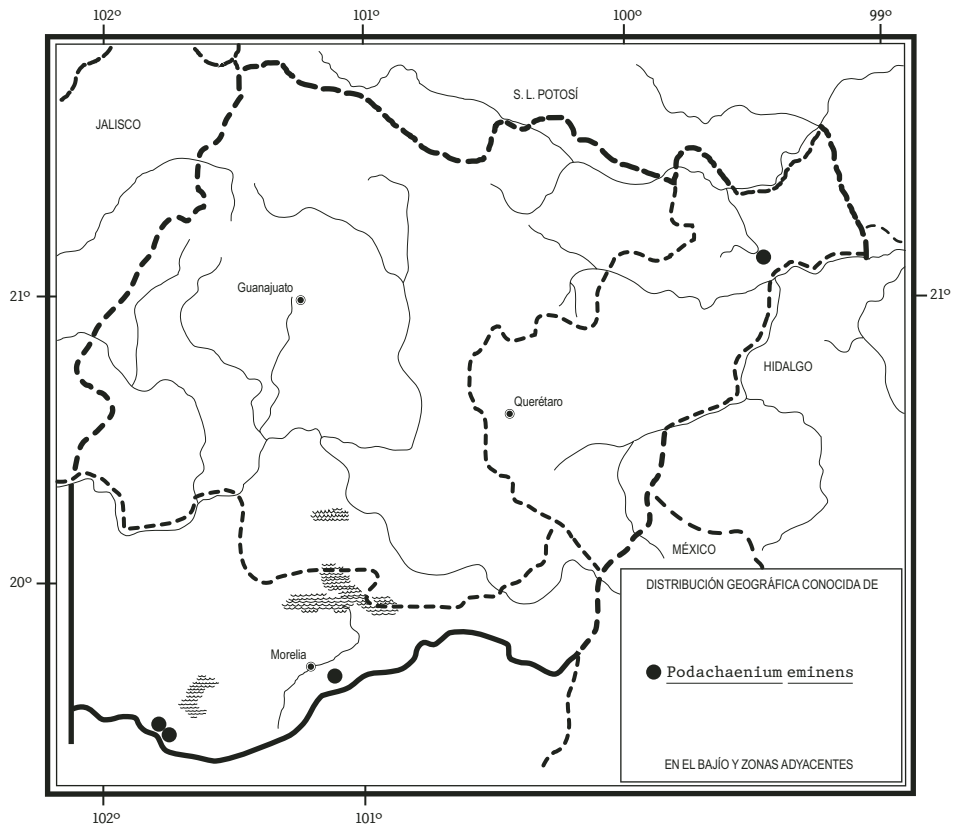 102º 101º 100º 99º
S. L. POTOSÍ
JALISCO
Guanajuato
21º 21º
HIDALGO
Querétaro
MÉXICO
20º
DISTRIBUCIÓN GEOGRÁFICA CONOCIDA DE
Morelia
Podachaenium eminens
EN EL BAJÍO Y ZONAS ADYACENTES
102º 101º